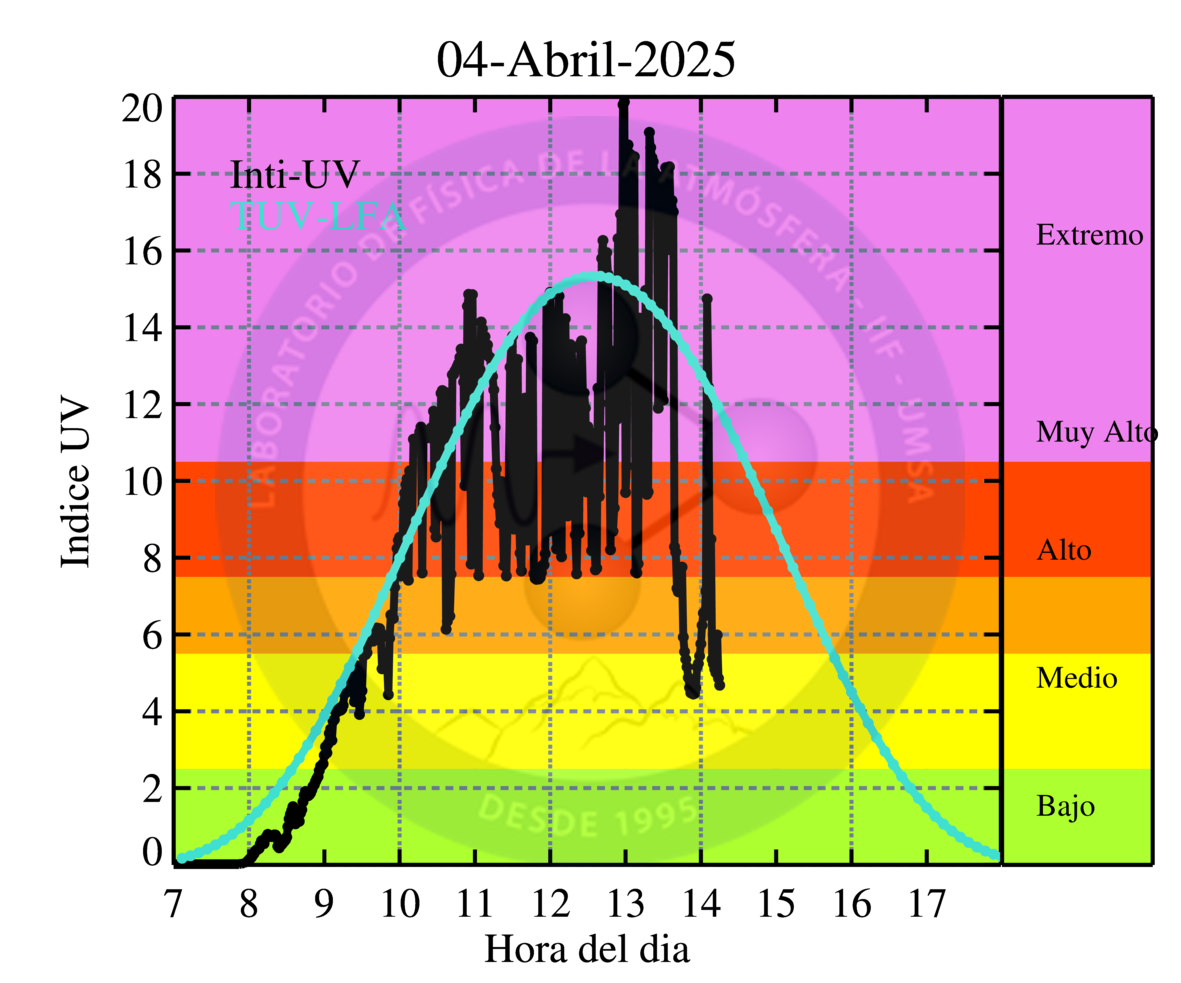 04-Abril-2025
Inti-UV
TUV-LFA
LABORATORIO DE FÍSICA DE LA ATMÓSFERA - IIF - UMSA
DESDE 1995
Indice UV
20
18
16
14
12
10
8
6
4
2
0
Extremo
Muy Alto
Alto
Medio
Bajo
7 8 9 10 11 12 13 14 15 16 17
Hora del dia